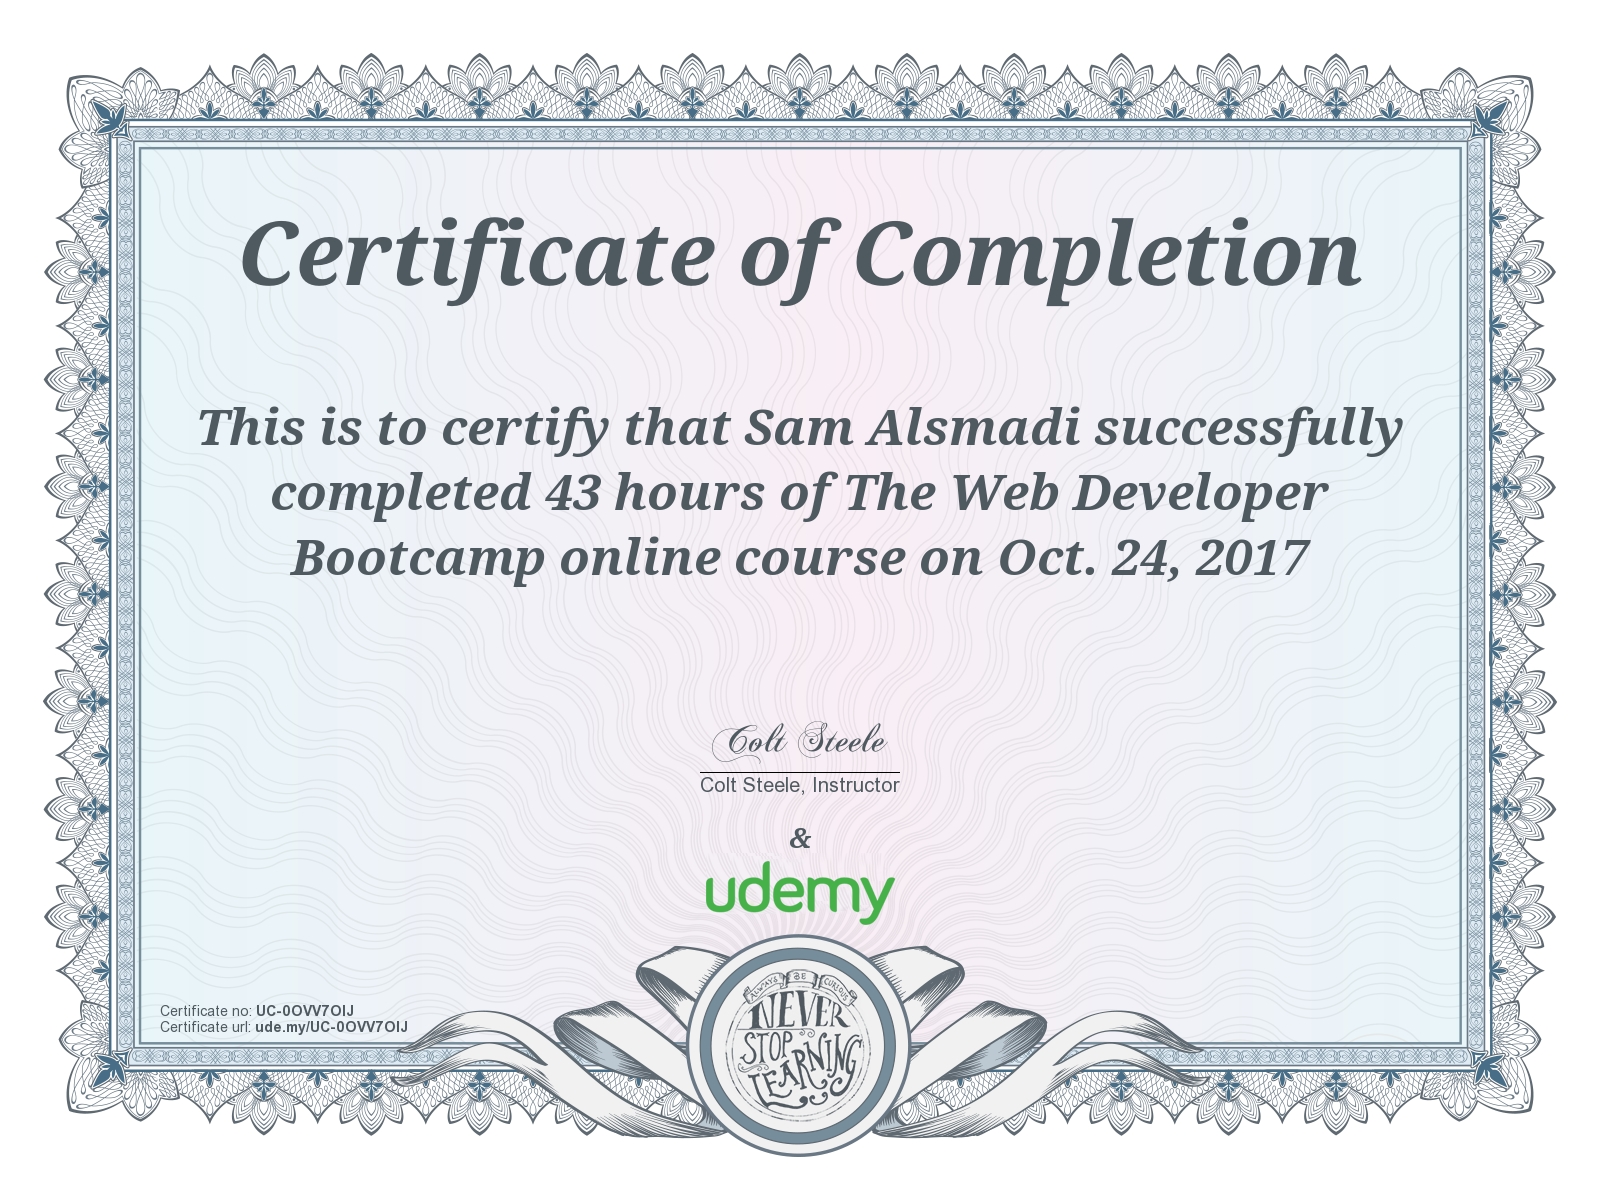 Certificate of Completion
This is to certify that Sam Alsmadi successfully
completed 43 hours of The Web Developer
Bootcamp online course on Oct. 24, 2017
Colt Steele
Colt Steele, Instructor
&
udemy
Certificate no: UC-0OVV7OIJ
Certificate url: ude.my/UC-0OVV7OIJ
ALWAYS BE CURIOUS
NEVER
STOP
LEARNING